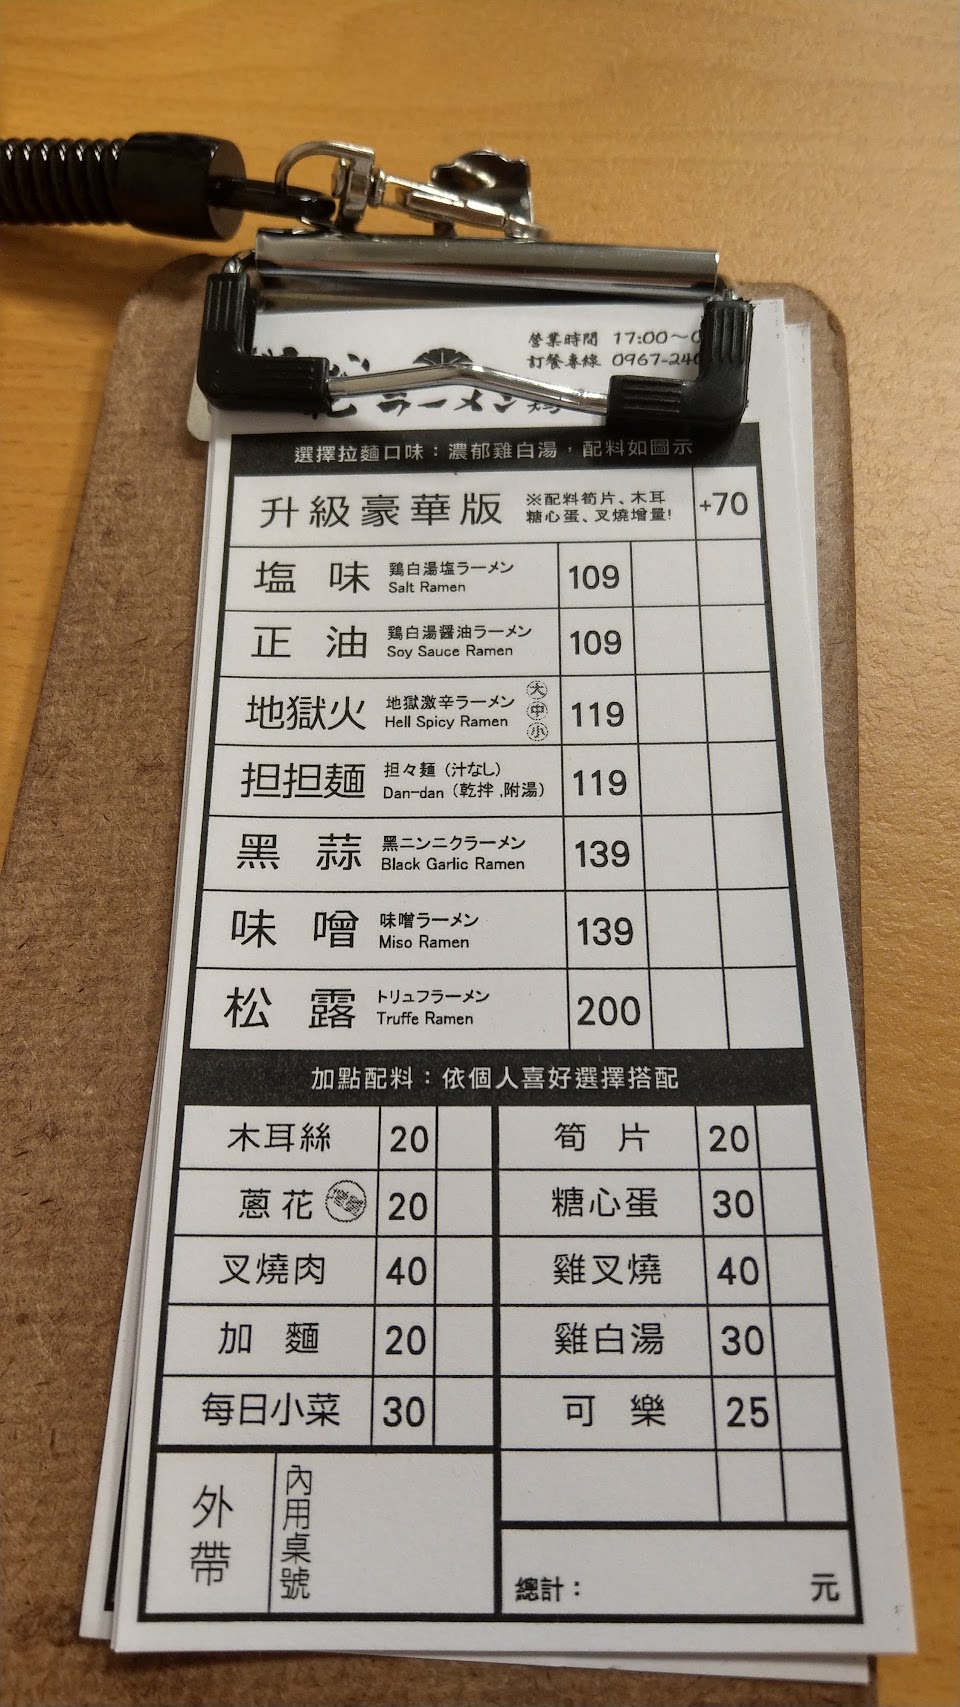 營業時間 17:00～0
訂餐專線 0967-240
ラーメン
選擇拉麵口味：濃郁雞白湯，配料如圖示
升級豪華版 ※配料筍片、木耳 +70
糖心蛋、叉燒增量!
塩味 鶏白湯塩ラーメン 109
Salt Ramen
正油 鶏白湯醤油ラーメン 109
Soy Sauce Ramen
地獄火 地獄激辛ラーメン 大 中 小 119
Hell Spicy Ramen
担担麺 担々麺（汁なし） 119
Dan-dan（乾拌 ,附湯）
黑蒜 黑ニンニクラーメン 139
Black Garlic Ramen
味噌 味噌ラーメン 139
Miso Ramen
松露 トリュフラーメン 200
Truffe Ramen
加點配料：依個人喜好選擇搭配
木耳絲 20 筍片 20
蔥花 20 糖心蛋 30
叉燒肉 40 雞叉燒 40
加麵 20 雞白湯 30
每日小菜 30 可樂 25
外帶
內用桌號
總計： 元